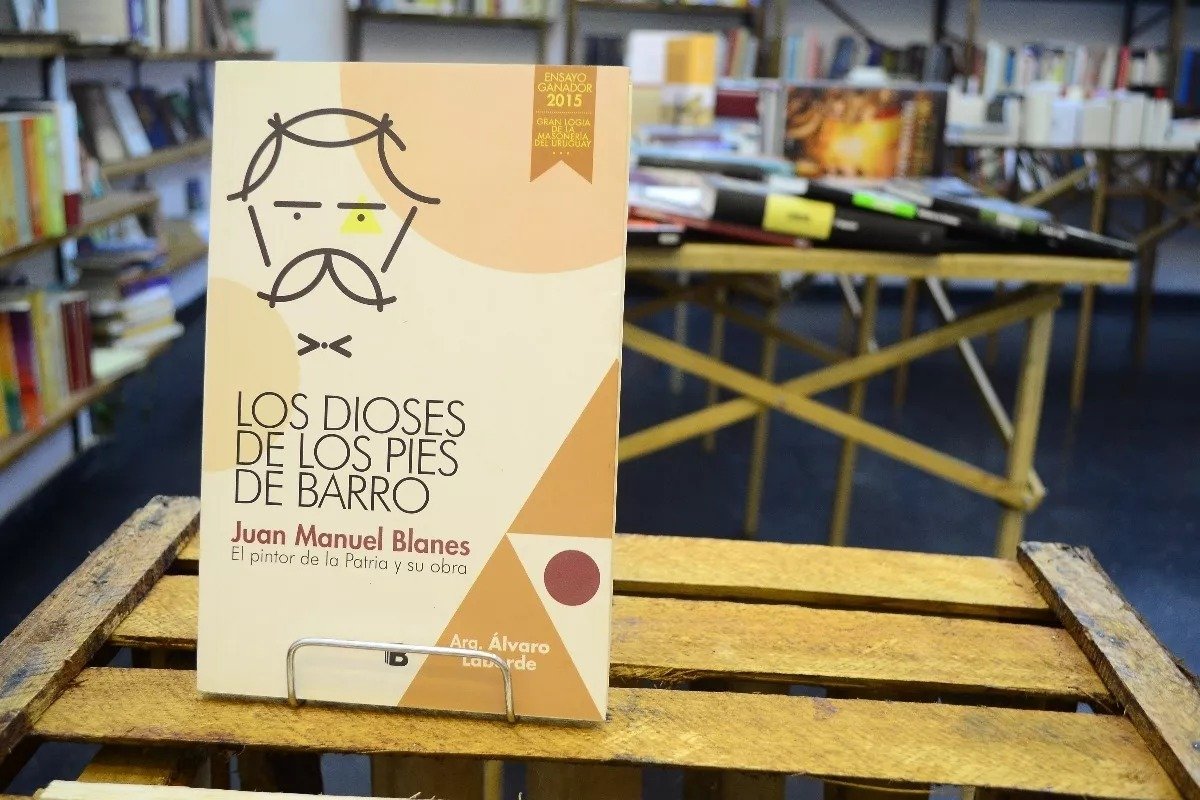 ENSAYO
GANADOR
2015
GRAN LOGIA
DE LA
MASONERÍA
DEL URUGUAY
LOS DIOSES
DE LOS PIES
DE BARRO
Juan Manuel Blanes
El pintor de la Patria y su obra
Arq. Álvaro
Laborde
B